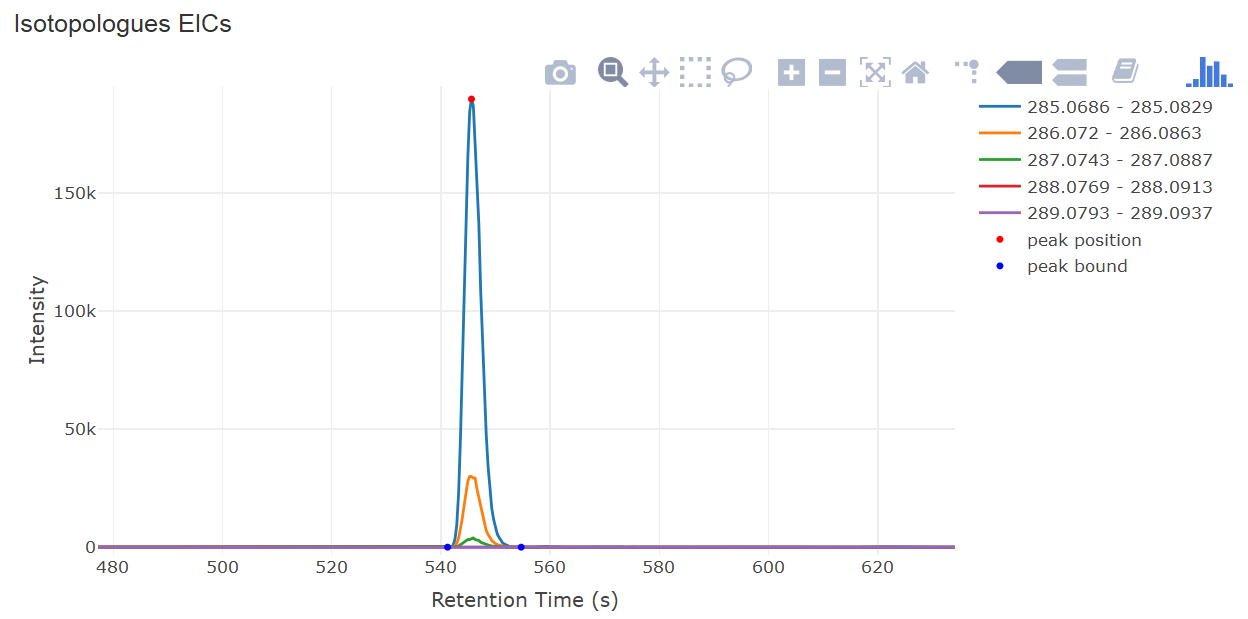 Isotopologues EICs
285.0686 - 285.0829
286.072 - 286.0863
287.0743 - 287.0887
288.0769 - 288.0913
289.0793 - 289.0937
peak position
peak bound
Intensity
150k
100k
50k
0
480 500 520 540 560 580 600 620
Retention Time (s)